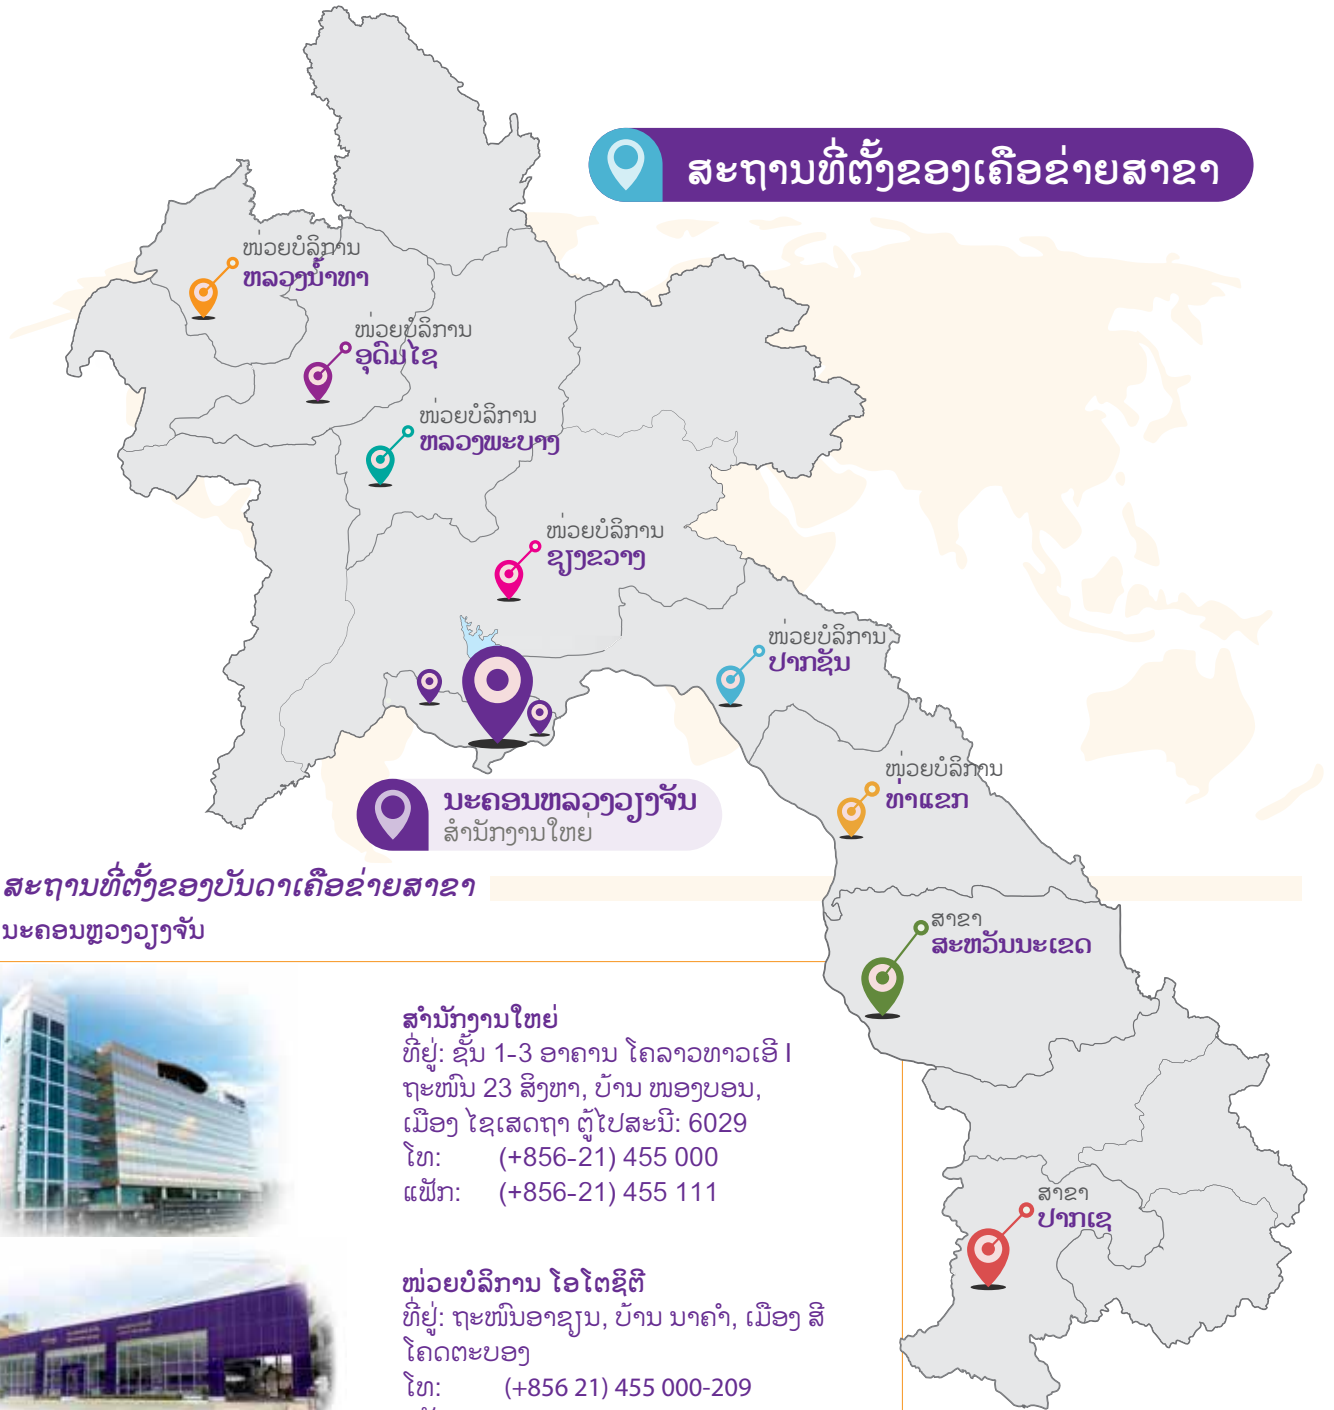 ສະຖານທີ່ຕັ້ງຂອງເຄືອຂ່າຍສາຂາ
ໜ່ວຍບໍລິການ
ຫລວງນ້ຳທາ
ໜ່ວຍບໍລິການ
ອຸດົມໄຊ
ໜ່ວຍບໍລິການ
ຫລວງພະບາງ
ໜ່ວຍບໍລິການ
ຊຽງຂວາງ
ໜ່ວຍບໍລິການ
ປາກຊັນ
ໜ່ວຍບໍລິການ
ທ່າແຂກ
ນະຄອນຫລວງວຽງຈັນ
ສຳນັກງານໃຫຍ່
ສາຂາ
ສະຫວັນນະເຂດ
ສາຂາ
ປາກເຊ
ສະຖານທີ່ຕັ້ງຂອງບັນດາເຄືອຂ່າຍສາຂາ
ນະຄອນຫຼວງວຽງຈັນ
ສຳນັກງານໃຫຍ່
ທີ່ຢູ່: ຊັ້ນ 1-3 ອາຄານ ໂຄລາວທາວເອີ I
ຖະໜົນ 23 ສິງຫາ, ບ້ານ ໜອງບອນ,
ເມືອງ ໄຊເສດຖາ ຕູ້ໄປສະນີ: 6029
ໂທ: (+856-21) 455 000
ແຟັກ: (+856-21) 455 111
ໜ່ວຍບໍລິການ ໂອໂຕຊິຕີ
ທີ່ຢູ່: ຖະໜົນອາຊຽນ, ບ້ານ ນາຄຳ, ເມືອງ ສີ
ໂຄດຕະບອງ
ໂທ: (+856 21) 455 000-209